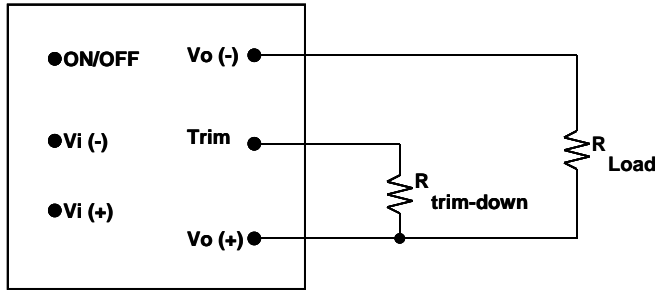 ON/OFF
Vo (-)
Vi (-)
Trim
R
Load
R
trim-down
Vi (+)
Vo (+)